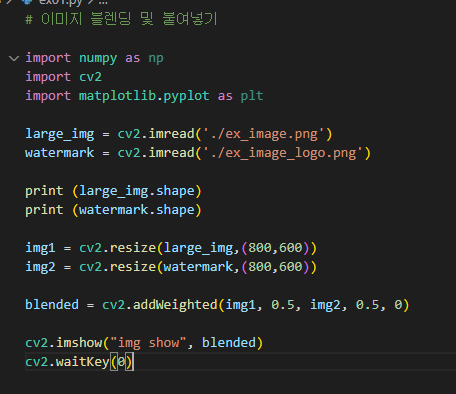 # 이미지 블렌딩 및 붙여넣기
import numpy as np
import cv2
import matplotlib.pyplot as plt
large_img = cv2.imread('./ex_image.png')
watermark = cv2.imread('./ex_image_logo.png')
print (large_img.shape)
print (watermark.shape)
img1 = cv2.resize(large_img,(800,600))
img2 = cv2.resize(watermark,(800,600))
blended = cv2.addWeighted(img1, 0.5, img2, 0.5, 0)
cv2.imshow("img show", blended)
cv2.waitKey(0)